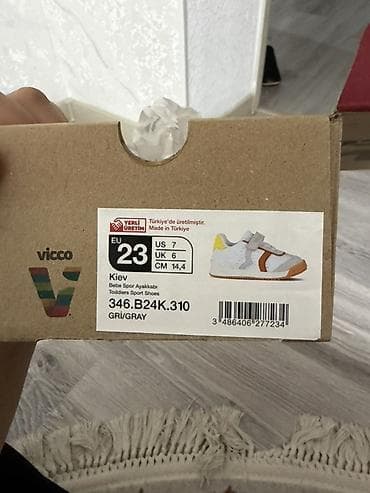 vicco
YERLİ
ÜRETİM
Türkiye'de üretilmiştir.
Made in Türkiye
EU
23
US 7
UK 6
CM 14,4
Kiev
Bebe Spor Ayakkabı
Toddlers Sport Shoes
346.B24K.310
GRİ/GRAY
3 486406 277234